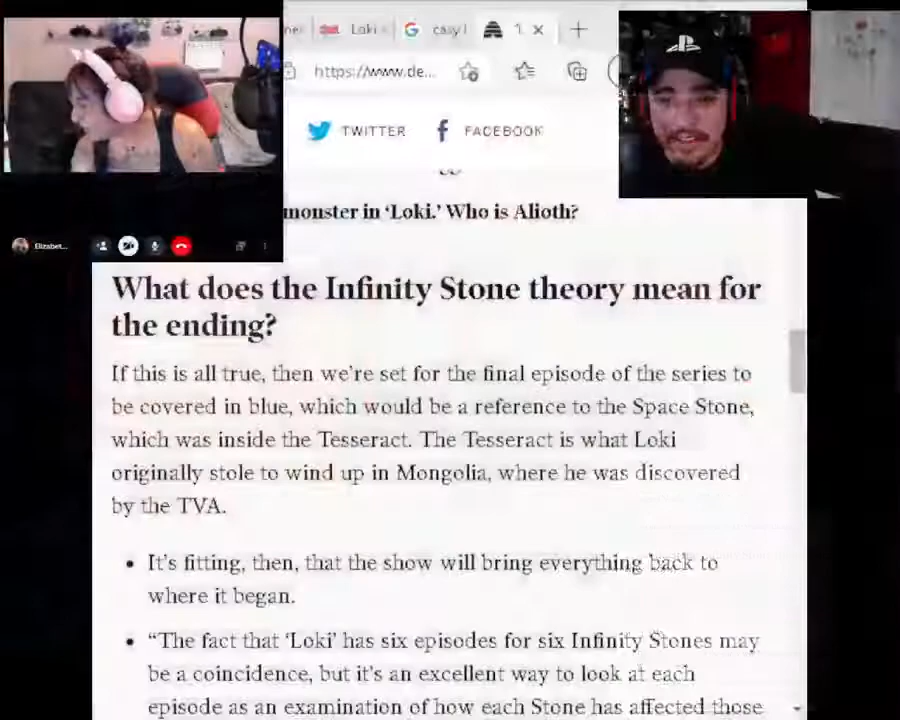 Loki
https://www.de...
TWITTER
FACEBOOK
monster in ‘Loki.’ Who is Alioth?
Elizabet...
What does the Infinity Stone theory mean for
the ending?
If this is all true, then we’re set for the final episode of the series to
be covered in blue, which would be a reference to the Space Stone,
which was inside the Tesseract. The Tesseract is what Loki
originally stole to wind up in Mongolia, where he was discovered
by the TVA.
• It’s fitting, then, that the show will bring everything back to
where it began.
• “The fact that ‘Loki’ has six episodes for six Infinity Stones may
be a coincidence, but it’s an excellent way to look at each
episode as an examination of how each Stone has affected those